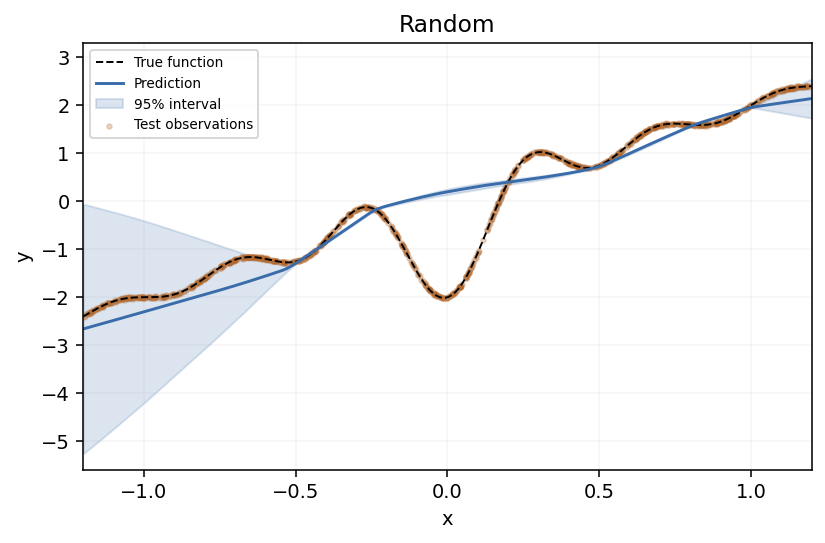 Random
True function
Prediction
95% interval
Test observations
3
2
1
0
−1
−2
−3
−4
−5
y
−1.0
−0.5
0.0
0.5
1.0
x